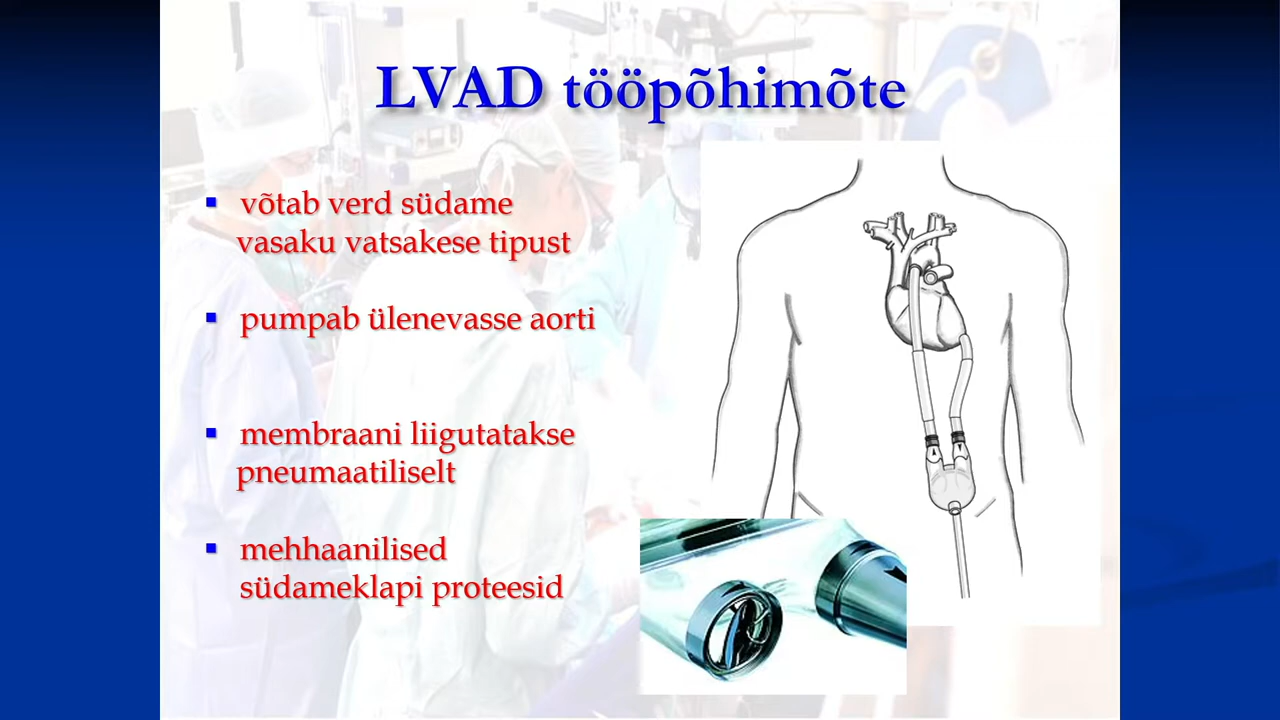 LVAD tööpõhimõte
▪ võtab verd südame
vasaku vatsakese tipust
▪ pumpab ülenevasse aorti
▪ membraani liigutatakse
pneumaatiliselt
▪ mehhaanilised
südameklapi proteesid